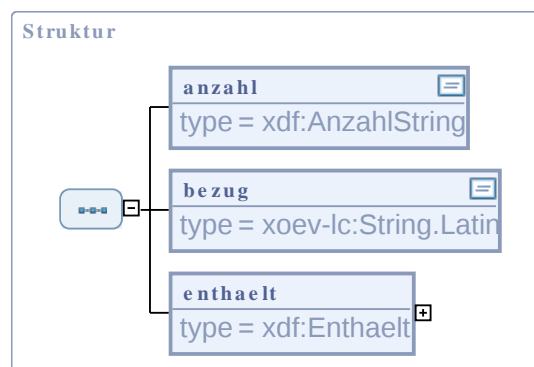 Struktur
anzahl
type = xdf:AnzahlString
bezug
type = xoev-lc:String.Latin
enthaelt
type = xdf:Enthaelt